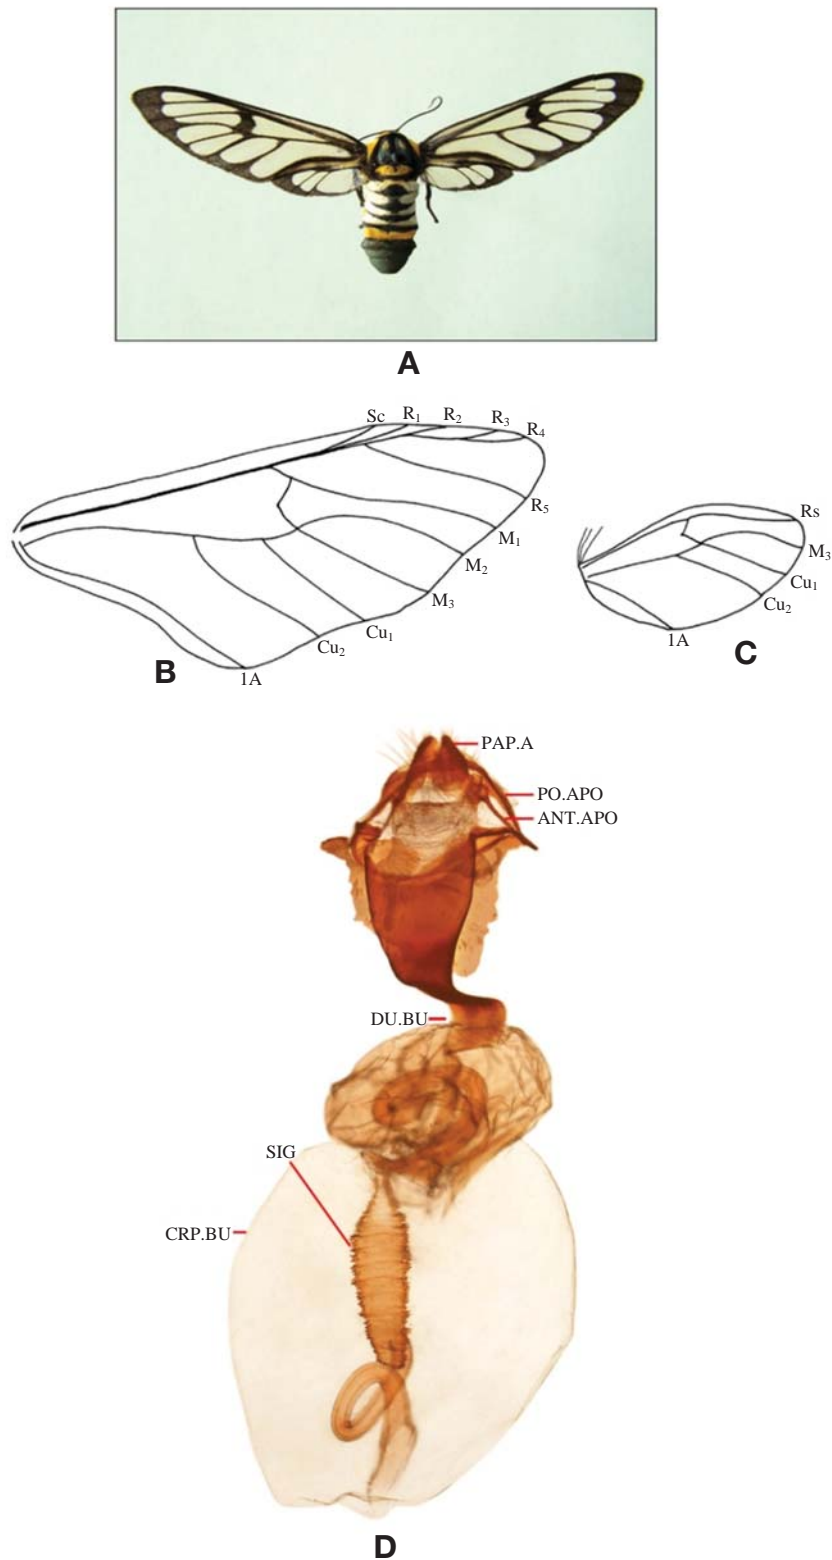 A
Sc R₁ R₂ R₃ R₄
R₅
M₁
M₂
M₃
Cu₁
Cu₂
1A
B
Rs
M₃
Cu₁
Cu₂
1A
C
PAP.A
PO.APO
ANT.APO
DU.BU
SIG
CRP.BU
D